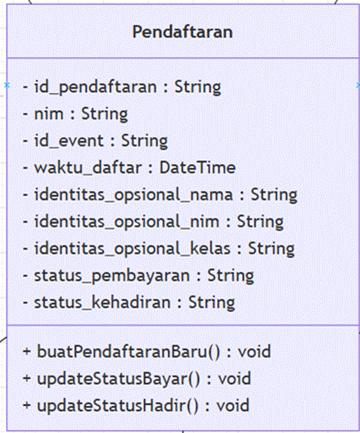 Pendaftaran
- id_pendaftaran : String
- nim : String
- id_event : String
- waktu_daftar : DateTime
- identitas_opsional_nama : String
- identitas_opsional_nim : String
- identitas_opsional_kelas : String
- status_pembayaran : String
- status_kehadiran : String
+ buatPendaftaranBaru() : void
+ updateStatusBayar() : void
+ updateStatusHadir() : void